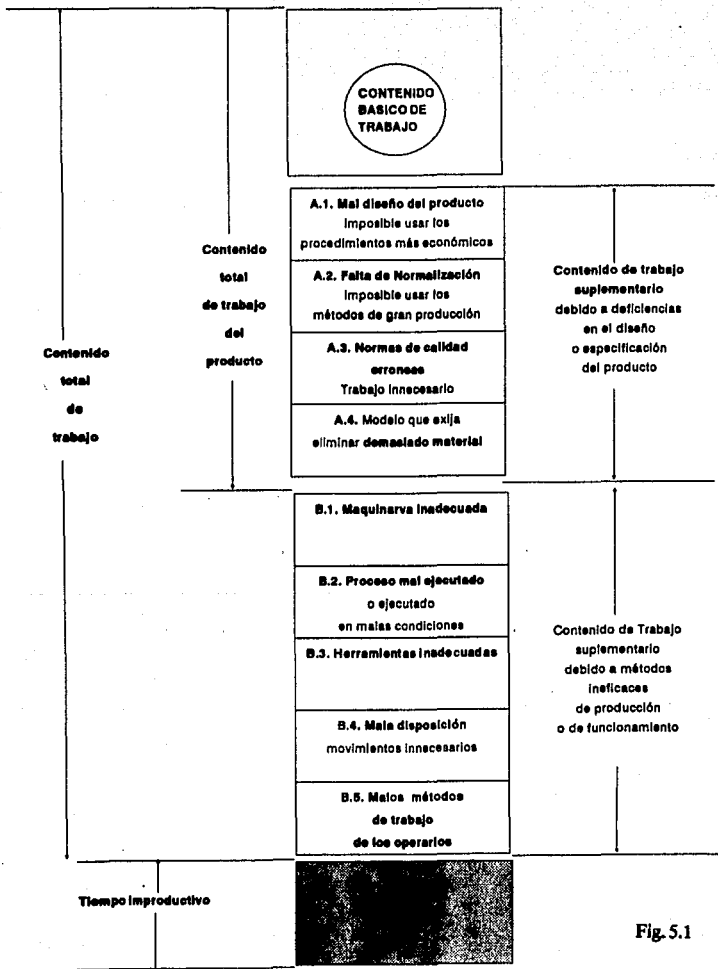 CONTENIDO
BASICO DE
TRABAJO
A.1. Mal diseño del producto
Imposible usar los
procedimientos más económicos
A.2. Falta de Normalización
Imposible usar los
métodos de gran producción
A.3. Normas de calidad
erroneas
Trabajo innecesario
A.4. Modelo que exija
eliminar demasiado material
Contenido
total
de trabajo
del
producto
Contenido de trabajo
suplementario
debido a deficiencias
en el diseño
o especificación
del producto
Contenido
total
de
trabajo
B.1. Maquinarva inadecuada
B.2. Proceso mal ejecutado
o ejecutado
en malas condiciones
B.3. Herramientas inadecuadas
B.4. Mala disposición
movimientos innecesarios
B.5. Malos métodos
de trabajo
de los operarios
Contenido de Trabajo
suplementario
debido a métodos
ineficaces
de producción
o de funcionamiento
Tiempo improductivo
Fig. 5.1